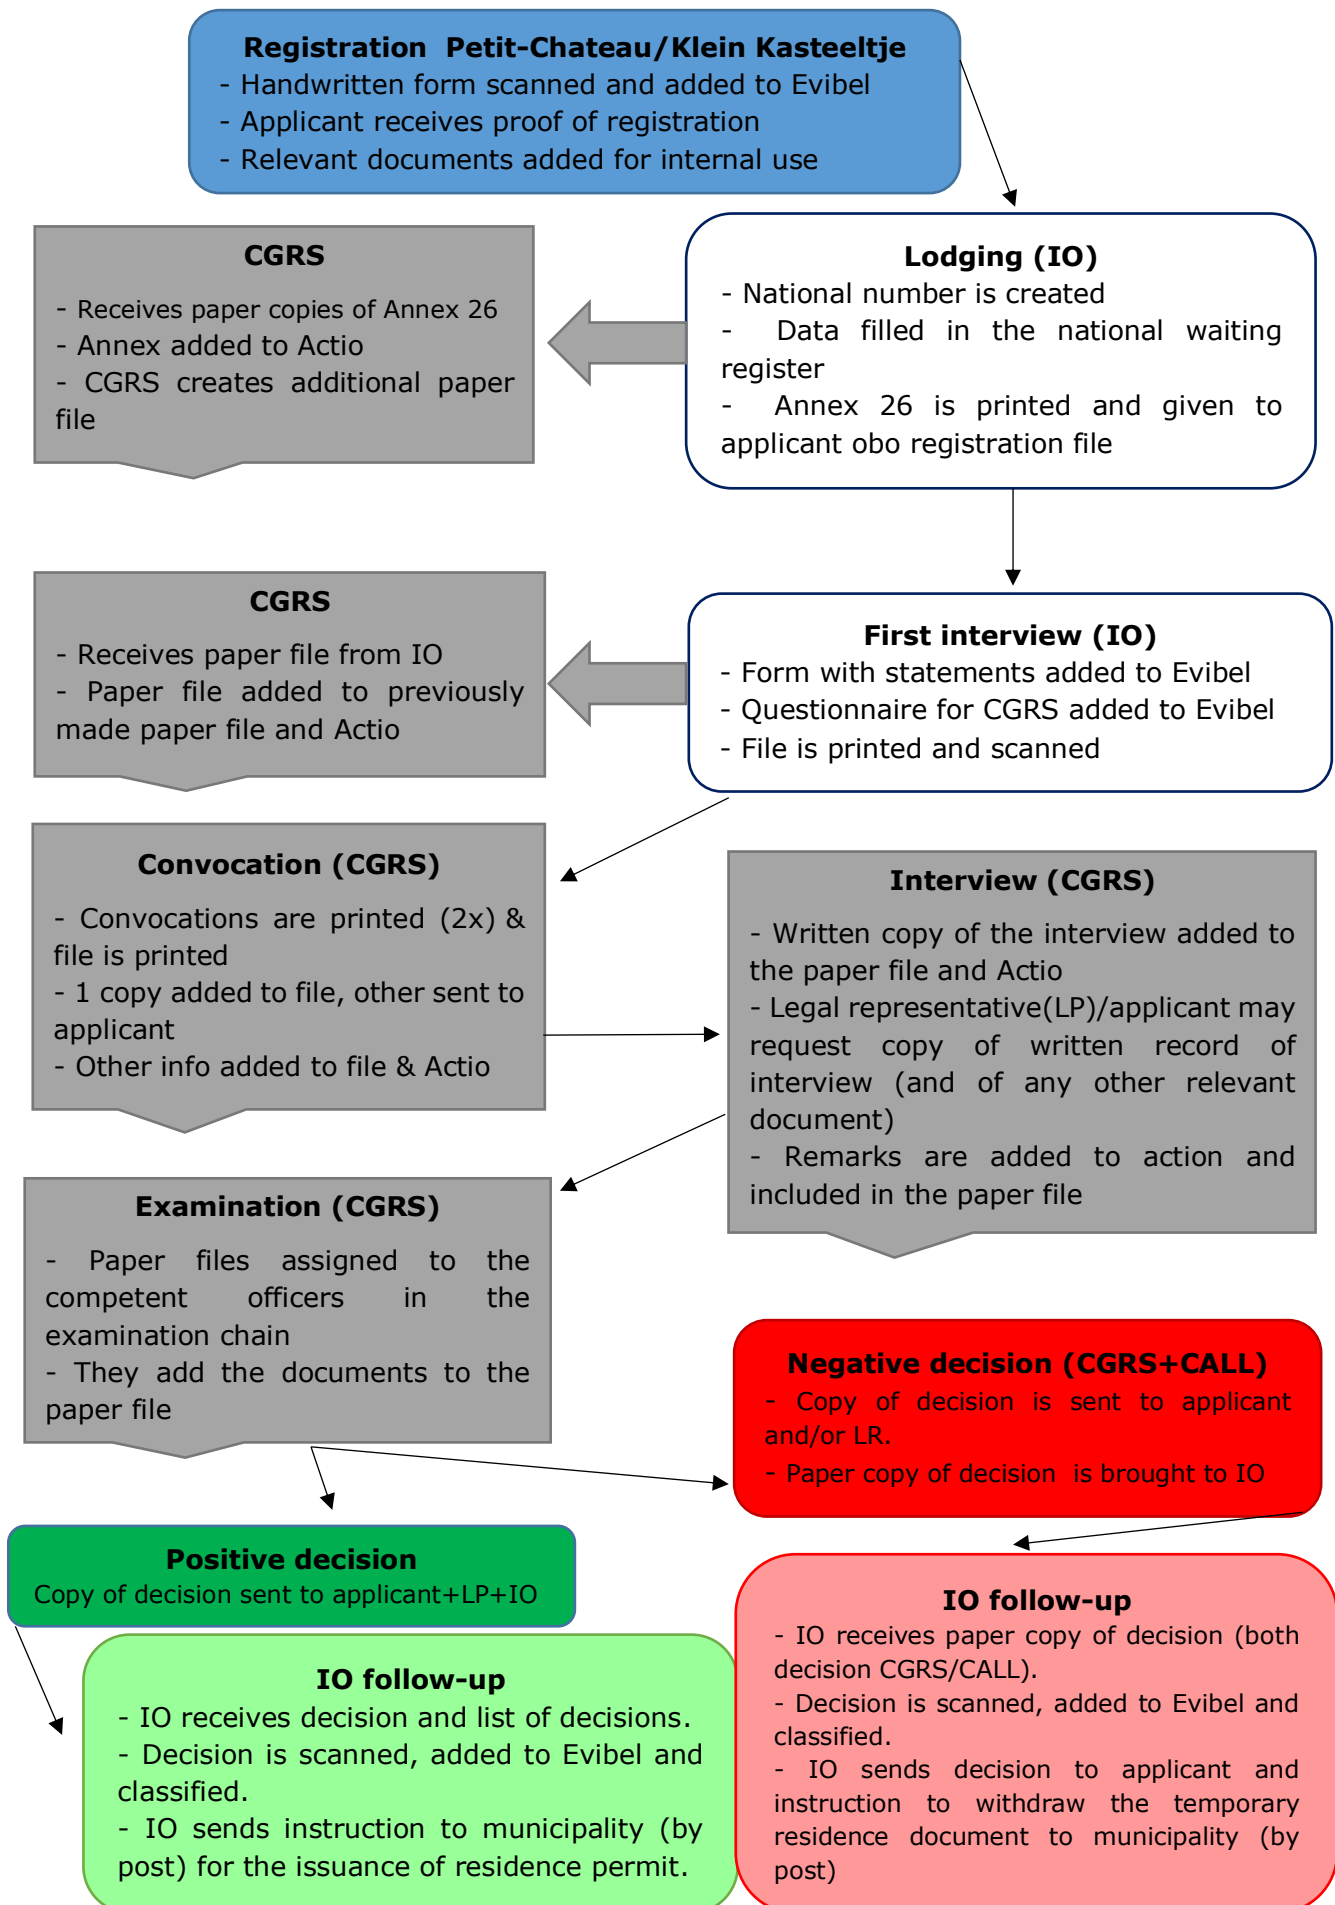 Registration Petit-Chateau/Klein Kasteeltje
- Handwritten form scanned and added to Evibel
- Applicant receives proof of registration
- Relevant documents added for internal use
Lodging (IO)
- National number is created
- Data filled in the national waiting
register
- Annex 26 is printed and given to
applicant obo registration file
CGRS
- Receives paper copies of Annex 26
- Annex added to Actio
- CGRS creates additional paper
file
First interview (IO)
- Form with statements added to Evibel
- Questionnaire for CGRS added to Evibel
- File is printed and scanned
CGRS
- Receives paper file from IO
- Paper file added to previously
made paper file and Actio
Convocation (CGRS)
- Convocations are printed (2x) &
file is printed
- 1 copy added to file, other sent to
applicant
- Other info added to file & Actio
Interview (CGRS)
- Written copy of the interview added to
the paper file and Actio
- Legal representative(LP)/applicant may
request copy of written record of
interview (and of any other relevant
document)
- Remarks are added to action and
included in the paper file
Examination (CGRS)
- Paper files assigned to the
competent officers in the
examination chain
- They add the documents to the
paper file
Negative decision (CGRS+CALL)
- Copy of decision is sent to applicant
and/or LR.
- Paper copy of decision is brought to IO
Positive decision
Copy of decision sent to applicant+LP+IO
IO follow-up
- IO receives decision and list of decisions.
- Decision is scanned, added to Evibel and
classified.
- IO sends instruction to municipality (by
post) for the issuance of residence permit.
IO follow-up
- IO receives paper copy of decision (both
decision CGRS/CALL).
- Decision is scanned, added to Evibel and
classified.
- IO sends decision to applicant and
instruction to withdraw the temporary
residence document to municipality (by
post)